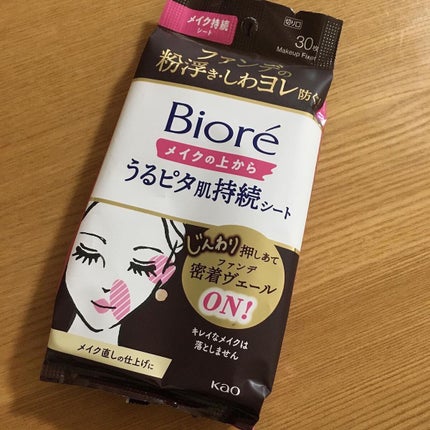 メイク持続
シート
切り口
30枚
Makeup Fixer
ファンデの
粉浮き・しわヨレ防ぐ
Bioré
メイクの上から
うるピタ肌持続シート
じんわり押しあて
ファンデ
密着ヴェール
ON!
キレイなメイクは
落としません
メイク直しの仕上げに
Kao